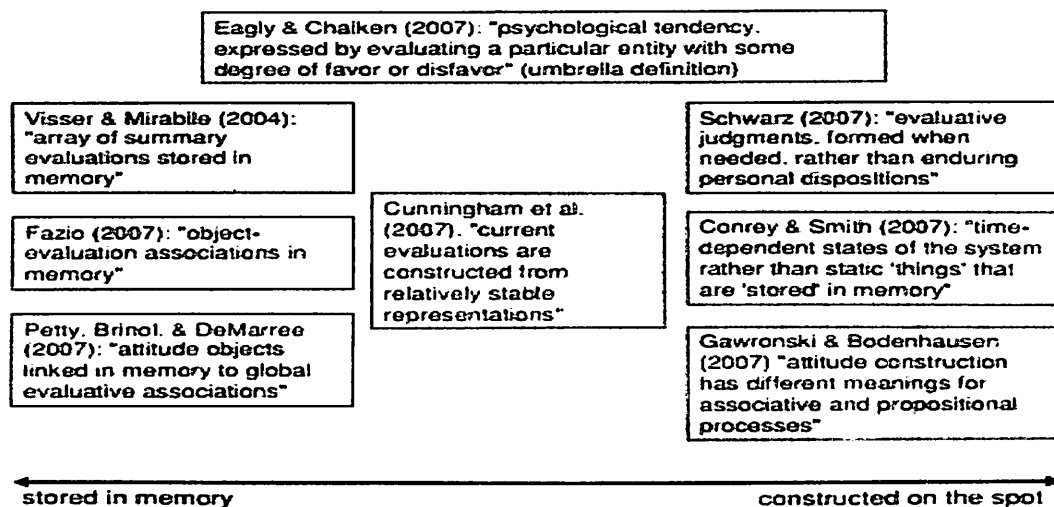 Eagly & Chaiken (2007): "psychological tendency,
expressed by evaluating a particular entity with some
degree of favor or disfavor" (umbrella definition)
Visser & Mirabile (2004):
"array of summary
evaluations stored in
memory"
Fazio (2007): "object-
evaluation associations in
memory"
Petty, Brinol, & DeMarree
(2007): "attitude objects
linked in memory to global
evaluative associations"
Cunningham et al.
(2007). "current
evaluations are
constructed from
relatively stable
representations"
Schwarz (2007): "evaluative
judgments, formed when
needed, rather than enduring
personal dispositions"
Conrey & Smith (2007): "time-
dependent states of the system
rather than static 'things' that
are 'stored' in memory"
Gawronski & Bodenhausen
(2007) "attitude construction
has different meanings for
associative and propositional
processes"
stored in memory
constructed on the spot